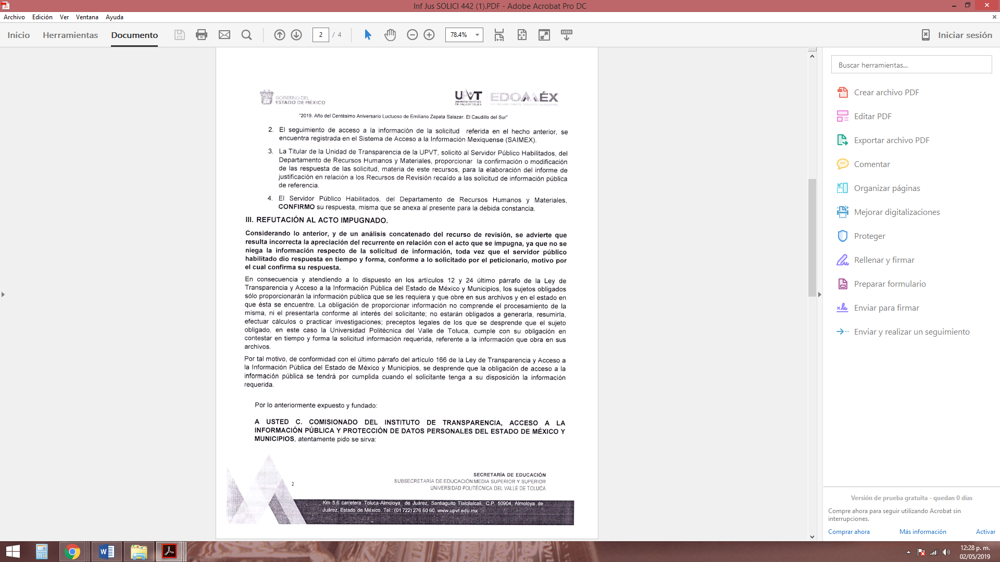 Inf Jus SOLICI 442 (1).PDF - Adobe Acrobat Pro DC
Archivo Edición Ver Ventana Ayuda
Inicio Herramientas Documento 2 / 4 78.4% Iniciar sesión
GOBIERNO DEL
ESTADO DE MÉXICO
UPVT
UNIVERSIDAD POLITÉCNICA
DEL VALLE DE TOLUCA
EDOMÉX
"2019. Año del Centésimo Aniversario Luctuoso de Emiliano Zapata Salazar. El Caudillo del Sur"
2. El seguimiento de acceso a la información de la solicitud referida en el hecho anterior, se
encuentra registrada en el Sistema de Acceso a la Información Mexiquense (SAIMEX).
3. La Titular de la Unidad de Transparencia de la UPVT, solicitó al Servidor Público Habilitados, del
Departamento de Recursos Humanos y Materiales, proporcionar la confirmación o modificación
de las respuesta de las solicitud, materia de este recursos, para la elaboración del informe de
justificación en relación a los Recursos de Revisión recaído a las solicitud de información pública
de referencia.
4. El Servidor Público Habilitados, del Departamento de Recursos Humanos y Materiales,
CONFIRMO su respuesta, misma que se anexa al presente para la debida constancia.
III. REFUTACIÓN AL ACTO IMPUGNADO.
Considerando lo anterior, y de un análisis concatenado del recurso de revisión, se advierte que
resulta incorrecta la apreciación del recurrente en relación con el acto que se impugna, ya que no se
niega la información respecto de la solicitud de información, toda vez que el servidor público
habilitado dio respuesta en tiempo y forma, conforme a lo solicitado por el peticionario, motivo por
el cual confirma su respuesta.
En consecuencia y atendiendo a lo dispuesto en los artículos 12 y 24 último párrafo de la Ley de
Transparencia y Acceso a la Información Pública del Estado de México y Municipios, los sujetos obligados
sólo proporcionarán la información pública que se les requiera y que obre en sus archivos y en el estado en
que ésta se encuentre. La obligación de proporcionar información no comprende el procesamiento de la
misma, ni el presentarla conforme al interés del solicitante; no estarán obligados a generarla, resumirla,
efectuar cálculos o practicar investigaciones; preceptos legales de los que se desprende que el sujeto
obligado, en este caso la Universidad Politécnica del Valle de Toluca, cumple con su obligación en
contestar en tiempo y forma la solicitud información requerida, referente a la información que obra en sus
archivos.
Por tal motivo, de conformidad con el último párrafo del artículo 166 de la Ley de Transparencia y Acceso a
la Información Pública del Estado de México y Municipios, se desprende que la obligación de acceso a la
información pública se tendrá por cumplida cuando el solicitante tenga a su disposición la información
requerida.
Por lo anteriormente expuesto y fundado:
A USTED C. COMISIONADO DEL INSTITUTO DE TRANSPARENCIA, ACCESO A LA
INFORMACIÓN PÚBLICA Y PROTECCIÓN DE DATOS PERSONALES DEL ESTADO DE MÉXICO Y
MUNICIPIOS, atentamente pido se sirva:
SECRETARÍA DE EDUCACIÓN
SUBSECRETARÍA DE EDUCACIÓN MEDIA SUPERIOR Y SUPERIOR
UNIVERSIDAD POLITÉCNICA DEL VALLE DE TOLUCA
2
Km 5.6 carretera Toluca-Almoloya de Juárez, Santiaguito Tlalcilalcali, C.P. 50904, Almoloya de
Juárez, Estado de México. Tel.: (01 722) 276 60 60. www.upvt.edu.mx
Buscar herramientas...
Crear archivo PDF
Editar PDF
Exportar archivo PDF
Comentar
Organizar páginas
Mejorar digitalizaciones
Proteger
Rellenar y firmar
Preparar formulario
Enviar para firmar
Enviar y realizar un seguimiento
Versión de prueba gratuita - quedan 0 días
Compre ahora para seguir utilizando Acrobat sin
interrupciones.
Comprar ahora Más información Activar
12:28 p. m.
02/05/2019